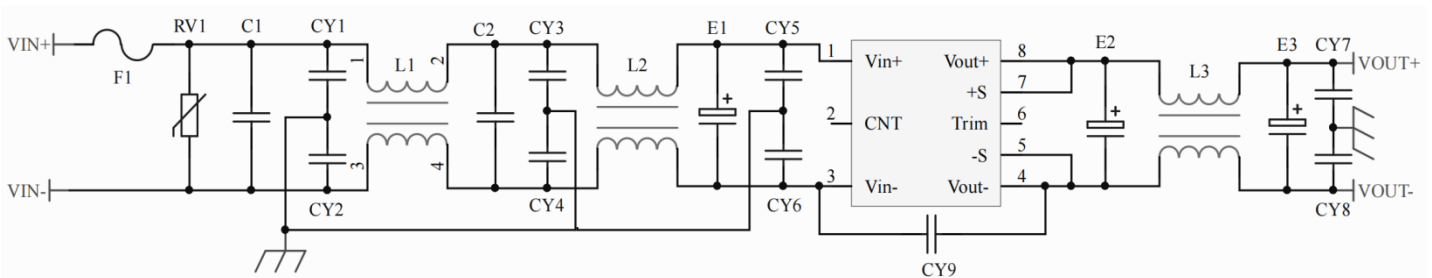 RV1 C1 CY1 C2 CY3 E1 CY5
VIN+ F1 1 L1 2 L2 1 Vin+ Vout+ 8 E2 L3 E3 CY7 VOUT+
+S 7
2 CNT Trim 6
-S 5
VIN- 3 4 3 Vin- Vout- 4 VOUT-
CY2 CY4 CY6 CY8
CY9